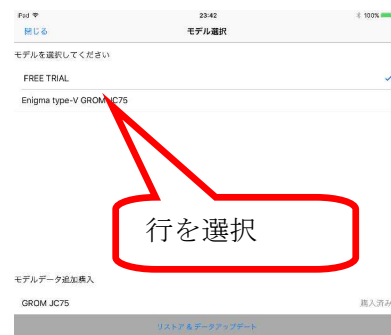 iPad 23:42 100%
閉じる モデル選択
モデルを選択してください
FREE TRIAL
Enigma type-V GROM JC75
行を選択
モデルデータ追加購入
GROM JC75 購入済み
リストア & データアップデート